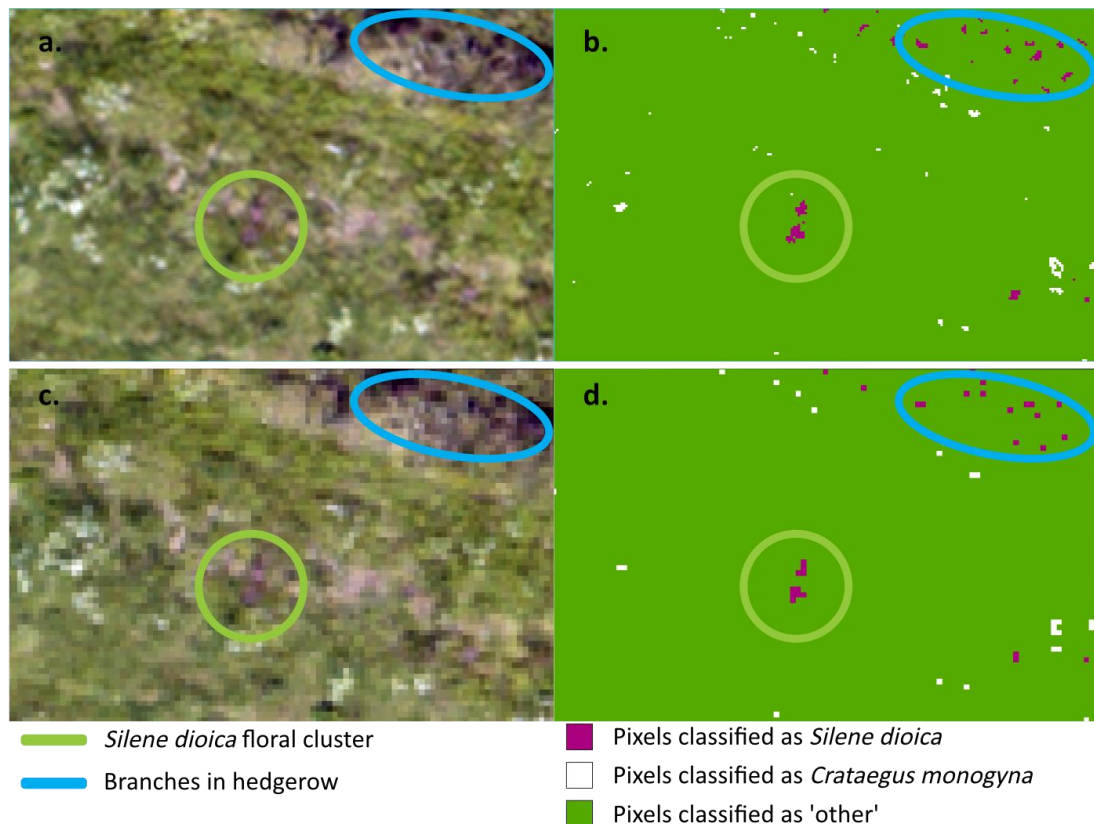 a.
b.
c.
d.
Silene dioica floral cluster
Branches in hedgerow
Pixels classified as Silene dioica
Pixels classified as Crataegus monogyna
Pixels classified as 'other'